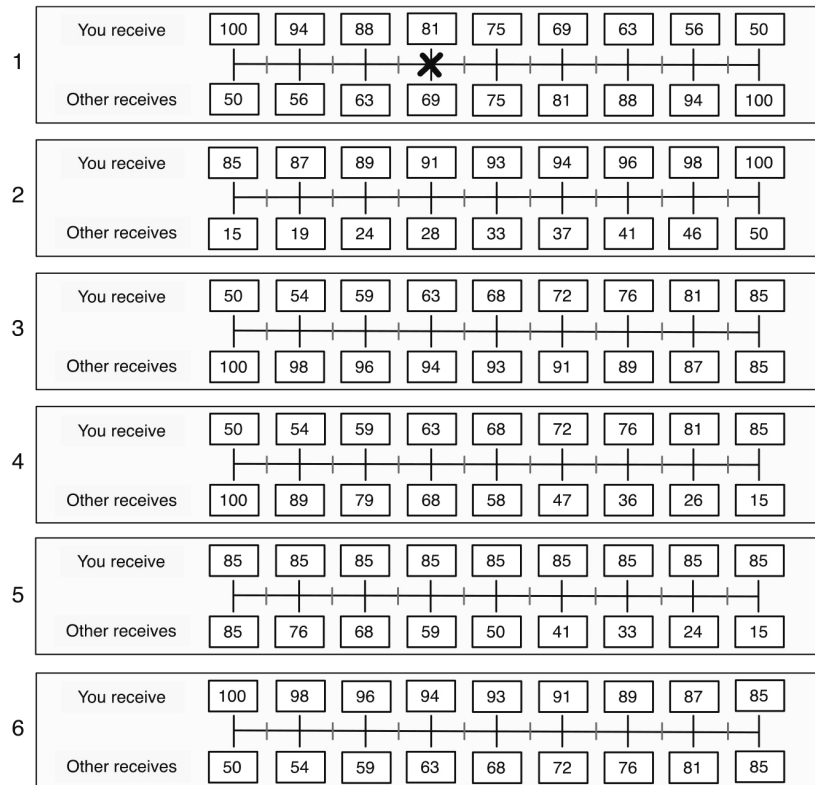 You receive 100 94 88 81 75 69 63 56 50
1
Other receives 50 56 63 69 75 81 88 94 100
You receive 85 87 89 91 93 94 96 98 100
2
Other receives 15 19 24 28 33 37 41 46 50
You receive 50 54 59 63 68 72 76 81 85
3
Other receives 100 98 96 94 93 91 89 87 85
You receive 50 54 59 63 68 72 76 81 85
4
Other receives 100 89 79 68 58 47 36 26 15
You receive 85 85 85 85 85 85 85 85 85
5
Other receives 85 76 68 59 50 41 33 24 15
You receive 100 98 96 94 93 91 89 87 85
6
Other receives 50 54 59 63 68 72 76 81 85